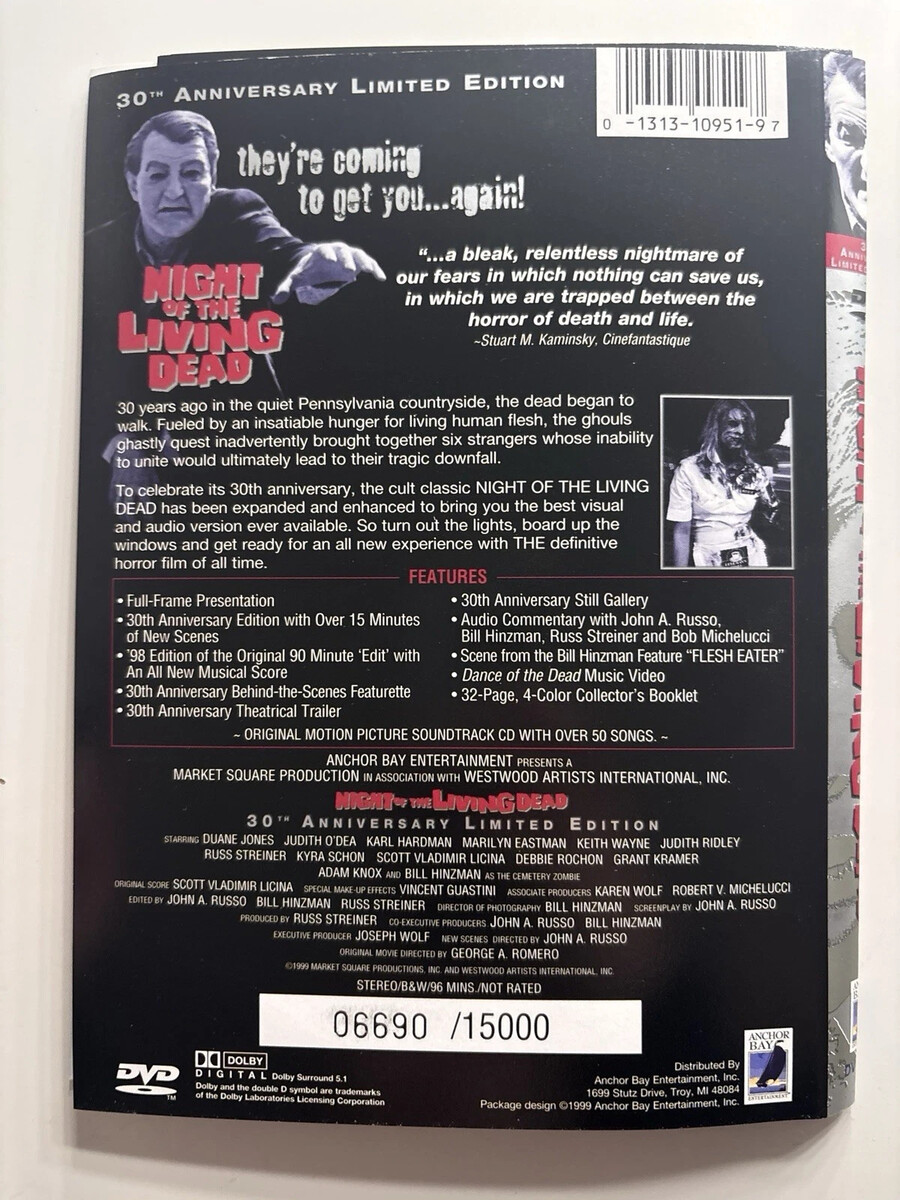 30TH ANNIVERSARY LIMITED EDITION
0 -1313-10951-9 7
they're coming
to get you...again!
"...a bleak, relentless nightmare of
our fears in which nothing can save us,
in which we are trapped between the
horror of death and life.
~Stuart M. Kaminsky, Cinefantastique
NIGHT
OF THE
LIVING
DEAD
30 years ago in the quiet Pennsylvania countryside, the dead began to
walk. Fueled by an insatiable hunger for living human flesh, the ghouls
ghastly quest inadvertently brought together six strangers whose inability
to unite would ultimately lead to their tragic downfall.
To celebrate its 30th anniversary, the cult classic NIGHT OF THE LIVING
DEAD has been expanded and enhanced to bring you the best visual
and audio version ever available. So turn out the lights, board up the
windows and get ready for an all new experience with THE definitive
horror film of all time.
FEATURES
• Full-Frame Presentation
• 30th Anniversary Edition with Over 15 Minutes
of New Scenes
• '98 Edition of the Original 90 Minute 'Edit' with
An All New Musical Score
• 30th Anniversary Behind-the-Scenes Featurette
• 30th Anniversary Theatrical Trailer
• 30th Anniversary Still Gallery
• Audio Commentary with John A. Russo,
Bill Hinzman, Russ Streiner and Bob Michelucci
• Scene from the Bill Hinzman Feature "FLESH EATER"
• Dance of the Dead Music Video
• 32-Page, 4-Color Collector's Booklet
~ ORIGINAL MOTION PICTURE SOUNDTRACK CD WITH OVER 50 SONGS. ~
ANCHOR BAY ENTERTAINMENT PRESENTS A
MARKET SQUARE PRODUCTION IN ASSOCIATION WITH WESTWOOD ARTISTS INTERNATIONAL, INC.
NIGHT OF THE LIVING DEAD
30TH ANNIVERSARY LIMITED EDITION
STARRING DUANE JONES JUDITH O'DEA KARL HARDMAN MARILYN EASTMAN KEITH WAYNE JUDITH RIDLEY
RUSS STREINER KYRA SCHON SCOTT VLADIMIR LICINA DEBBIE ROCHON GRANT KRAMER
ADAM KNOX AND BILL HINZMAN AS THE CEMETERY ZOMBIE
ORIGINAL SCORE SCOTT VLADIMIR LICINA SPECIAL MAKE-UP EFFECTS VINCENT GUASTINI ASSOCIATE PRODUCERS KAREN WOLF ROBERT V. MICHELUCCI
EDITED BY JOHN A. RUSSO BILL HINZMAN RUSS STREINER DIRECTOR OF PHOTOGRAPHY BILL HINZMAN SCREENPLAY BY JOHN A. RUSSO
PRODUCED BY RUSS STREINER CO-EXECUTIVE PRODUCERS JOHN A. RUSSO BILL HINZMAN
EXECUTIVE PRODUCER JOSEPH WOLF NEW SCENES DIRECTED BY JOHN A. RUSSO
ORIGINAL MOVIE DIRECTED BY GEORGE A. ROMERO
©1999 MARKET SQUARE PRODUCTIONS, INC. AND WESTWOOD ARTISTS INTERNATIONAL, INC.
STEREO/B&W/96 MINS./NOT RATED
06690 /15000
DVD TM
DOLBY
DIGITAL Dolby Surround 5.1
Dolby and the double D symbol are trademarks
of the Dolby Laboratories Licensing Corporation
Distributed By
Anchor Bay Entertainment, Inc.
1699 Stutz Drive, Troy, MI 48084
Package design ©1999 Anchor Bay Entertainment, Inc.
ANCHOR
BAY
ENTERTAINMENT